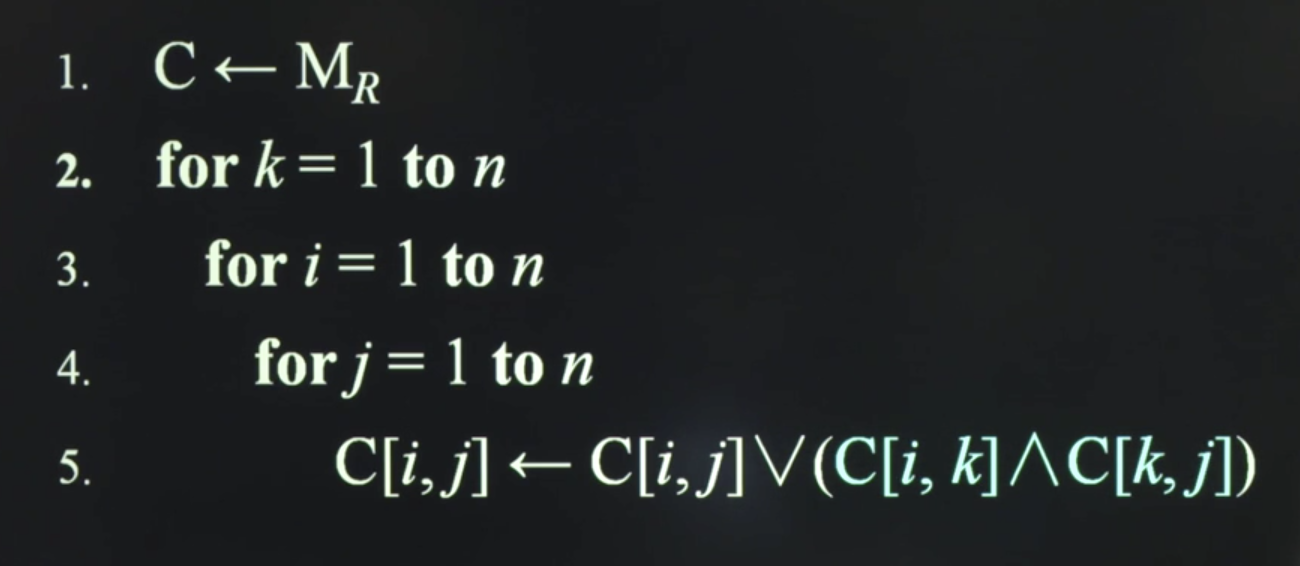 1. C ← M_R
2. for k = 1 to n
3. for i = 1 to n
4. for j = 1 to n
5. C[i, j] ← C[i, j] ∨ (C[i, k] ∧ C[k, j])